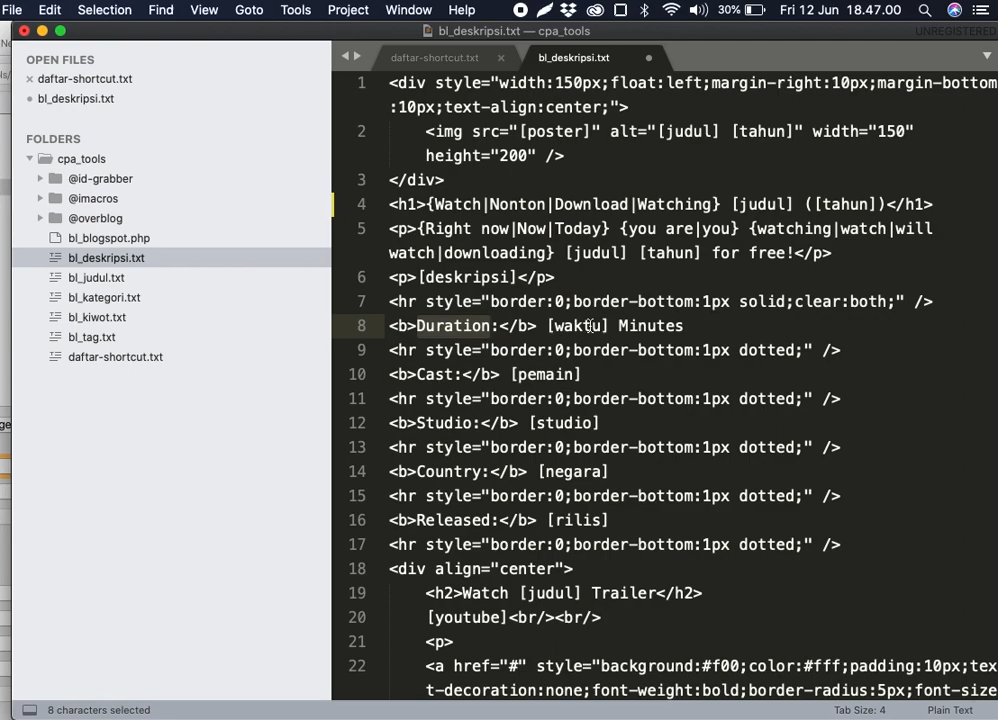 File Edit Selection Find View Goto Tools Project Window Help 30% Fri 12 Jun 18.47.00
bl_deskripsi.txt — cpa_tools UNREGISTERED
OPEN FILES
daftar-shortcut.txt
bl_deskripsi.txt
FOLDERS
cpa_tools
@id-grabber
@imacros
@overblog
bl_blogspot.php
bl_deskripsi.txt
bl_judul.txt
bl_kategori.txt
bl_kiwot.txt
bl_tag.txt
daftar-shortcut.txt
daftar-shortcut.txt bl_deskripsi.txt
1 <div style="width:150px;float:left;margin-right:10px;margin-bottom
:10px;text-align:center;">
2 <img src="[poster]" alt="[judul] [tahun]" width="150"
height="200" />
3 </div>
4 <h1>{Watch|Nonton|Download|Watching} [judul] ([tahun])</h1>
5 <p>{Right now|Now|Today} {you are|you} {watching|watch|will
watch|downloading} [judul] [tahun] for free!</p>
6 <p>[deskripsi]</p>
7 <hr style="border:0;border-bottom:1px solid;clear:both;" />
8 <b>Duration:</b> [waktu] Minutes
9 <hr style="border:0;border-bottom:1px dotted;" />
10 <b>Cast:</b> [pemain]
11 <hr style="border:0;border-bottom:1px dotted;" />
12 <b>Studio:</b> [studio]
13 <hr style="border:0;border-bottom:1px dotted;" />
14 <b>Country:</b> [negara]
15 <hr style="border:0;border-bottom:1px dotted;" />
16 <b>Released:</b> [rilis]
17 <hr style="border:0;border-bottom:1px dotted;" />
18 <div align="center">
19 <h2>Watch [judul] Trailer</h2>
20 [youtube]<br/><br/>
21 <p>
22 <a href="#" style="background:#f00;color:#fff;padding:10px;tex
t-decoration:none;font-weight:bold;border-radius:5px;font-size
8 characters selected Tab Size: 4 Plain Text